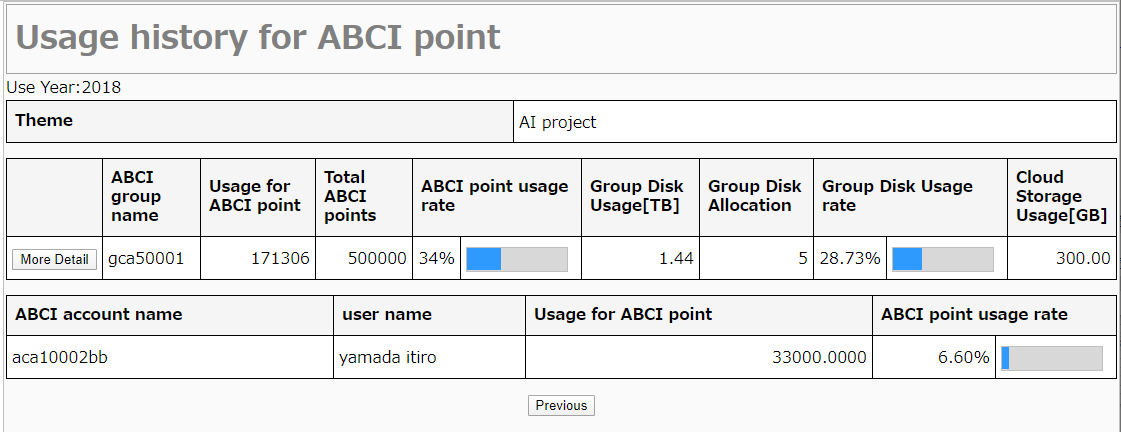 Usage history for ABCI point
Use Year:2018
Theme AI project
ABCI group name Usage for ABCI point Total ABCI points ABCI point usage rate Group Disk Usage[TB] Group Disk Allocation Group Disk Usage rate Cloud Storage Usage[GB]
More Detail gca50001 171306 500000 34% 1.44 5 28.73% 300.00
ABCI account name user name Usage for ABCI point ABCI point usage rate
aca10002bb yamada itiro 33000.0000 6.60%
Previous